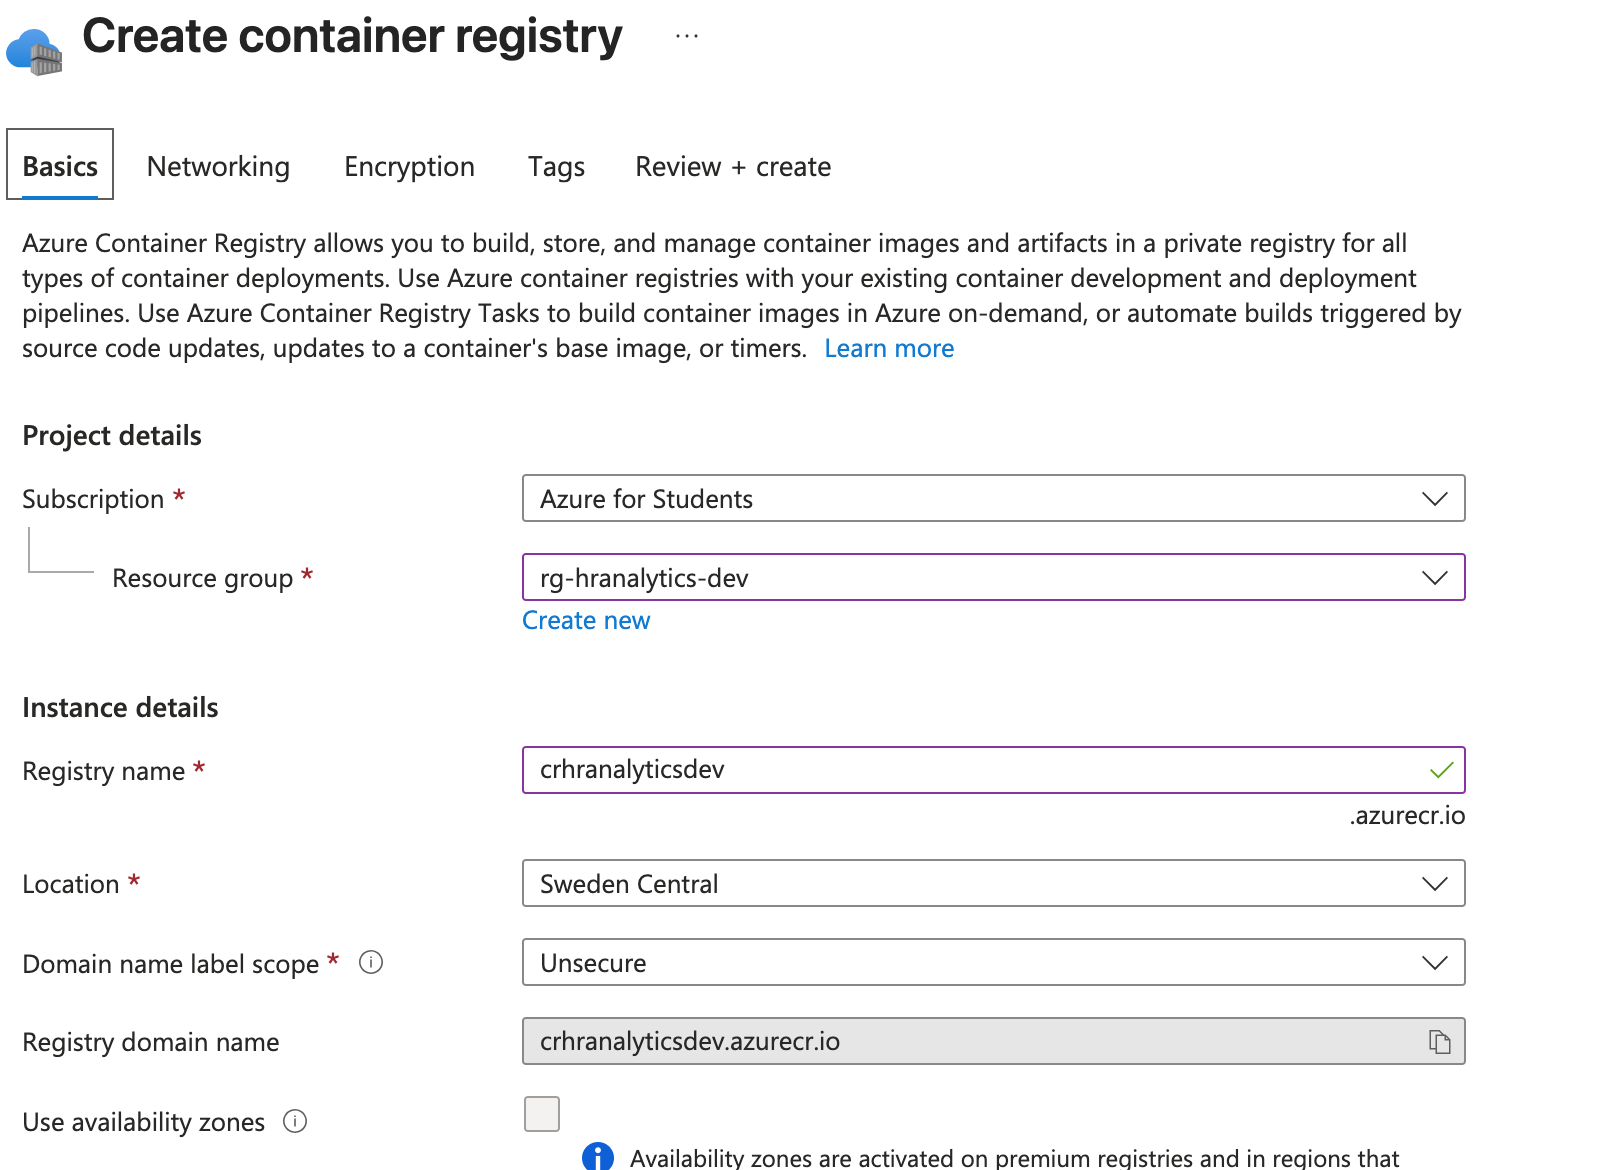 Create container registry ...
Basics Networking Encryption Tags Review + create
Azure Container Registry allows you to build, store, and manage container images and artifacts in a private registry for all
types of container deployments. Use Azure container registries with your existing container development and deployment
pipelines. Use Azure Container Registry Tasks to build container images in Azure on-demand, or automate builds triggered by
source code updates, updates to a container's base image, or timers. Learn more
Project details
Subscription * Azure for Students
Resource group * rg-hranalytics-dev
Create new
Instance details
Registry name * crhranalyticsdev
.azurecr.io
Location * Sweden Central
Domain name label scope * Unsecure
Registry domain name crhranalyticsdev.azurecr.io
Use availability zones
Availability zones are activated on premium registries and in regions that